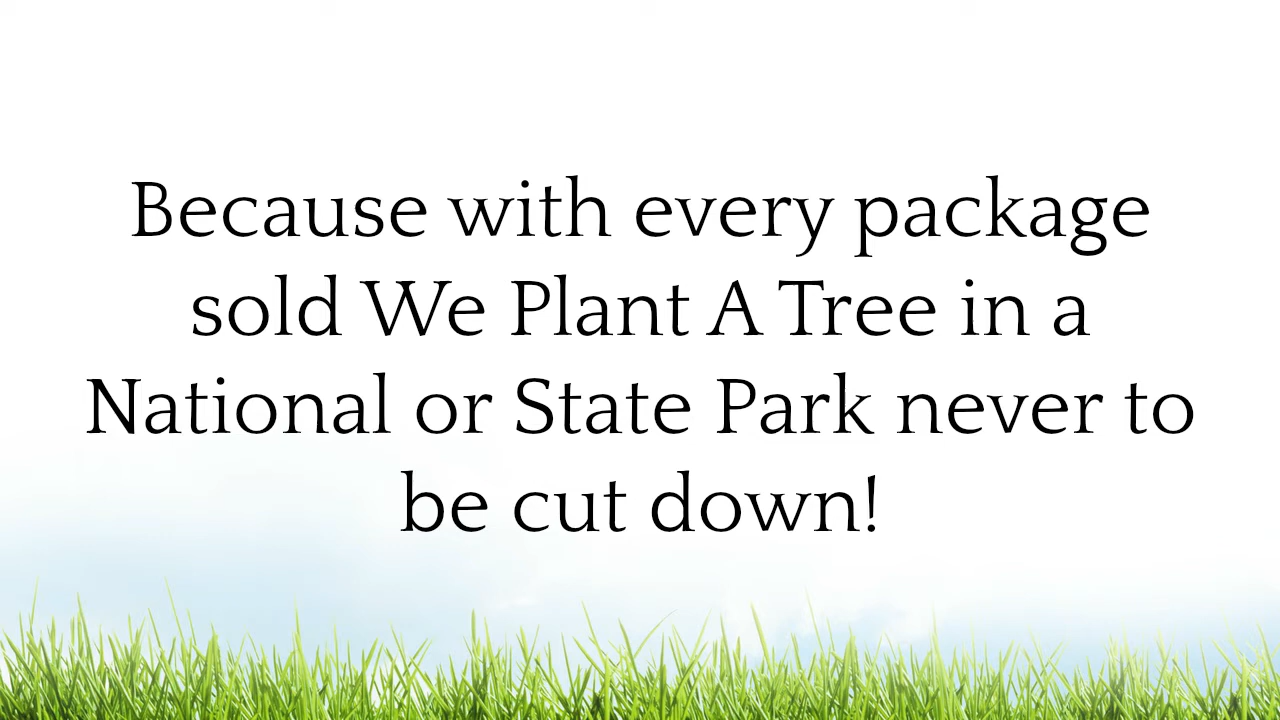 Because with every package
sold We Plant A Tree in a
National or State Park never to
be cut down!